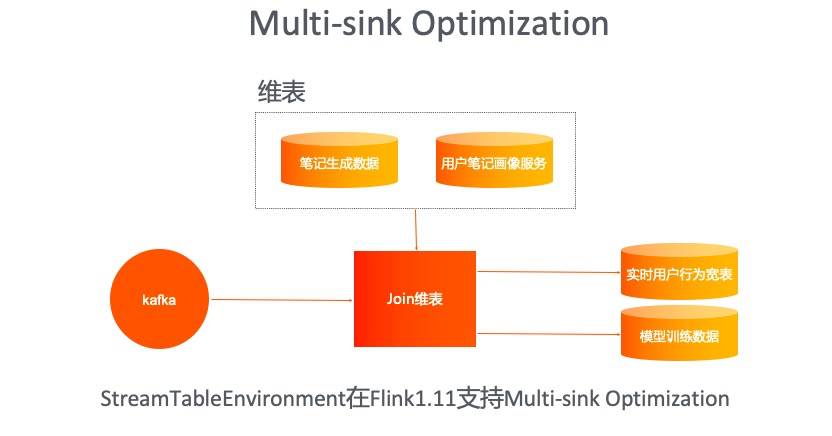 Multi-sink Optimization
维表
笔记生成数据
用户笔记画像服务
kafka
Join维表
实时用户行为宽表
模型训练数据
StreamTableEnvironment在Flink1.11支持Multi-sink Optimization